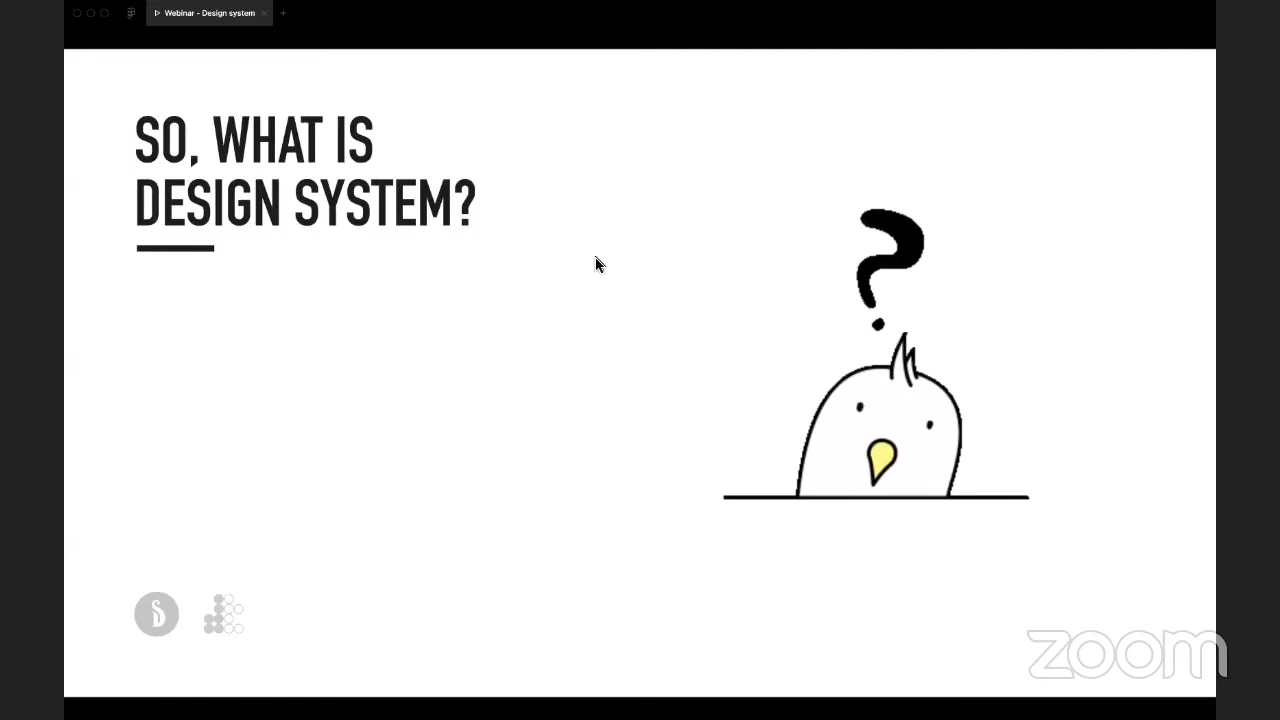 Webinar - Design system
SO, WHAT IS
DESIGN SYSTEM?
?
zoom